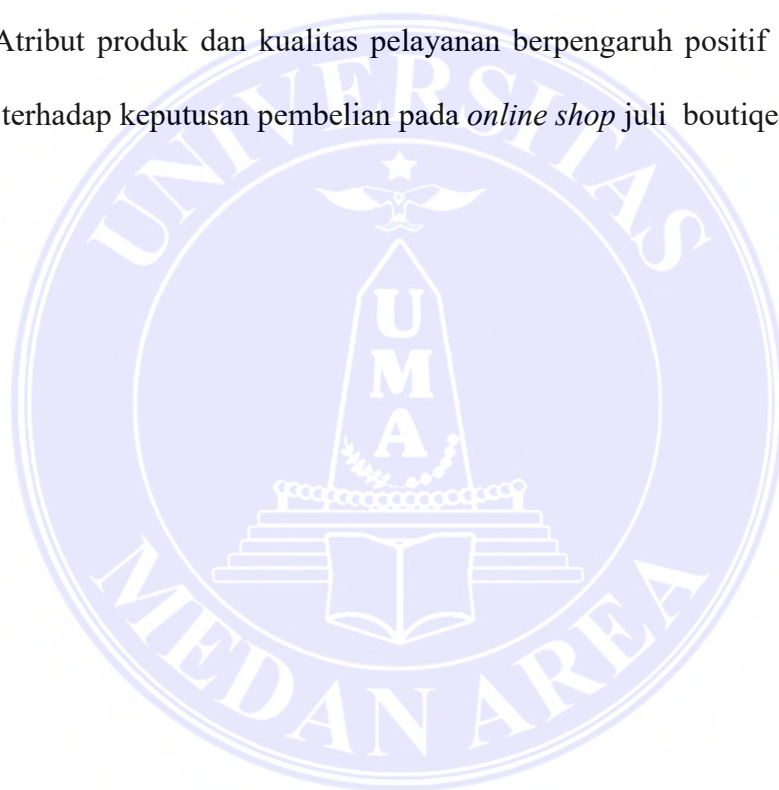 Atribut produk dan kualitas pelayanan berpengaruh positif
terhadap keputusan pembelian pada online shop juli boutiqe
UNIVERSITAS
UMA
MEDAN AREA